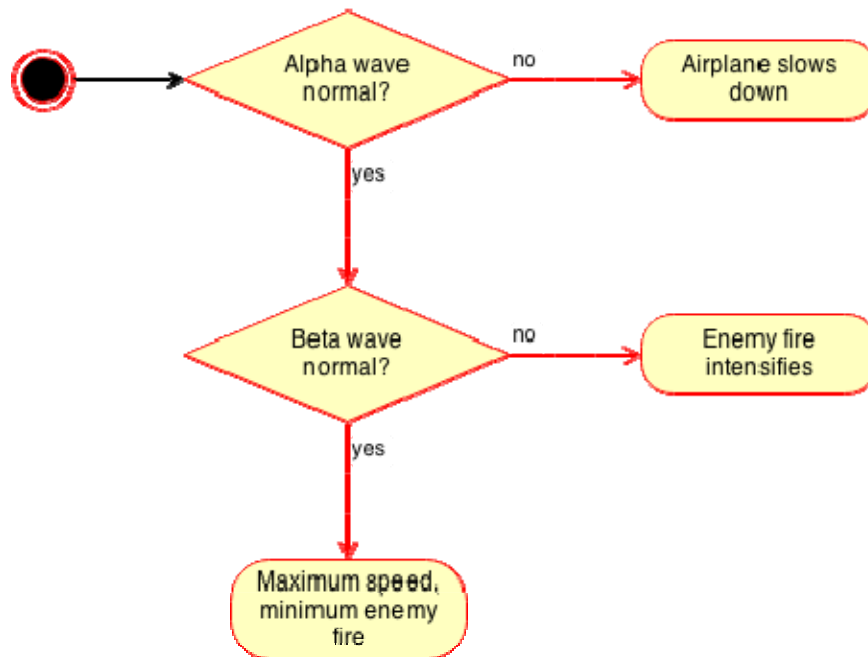 Alpha wave
normal?
no
Airplane slows
down
yes
Beta wave
normal?
no
Enemy fire
intensifies
yes
Maximum speed,
minimum enemy
fire